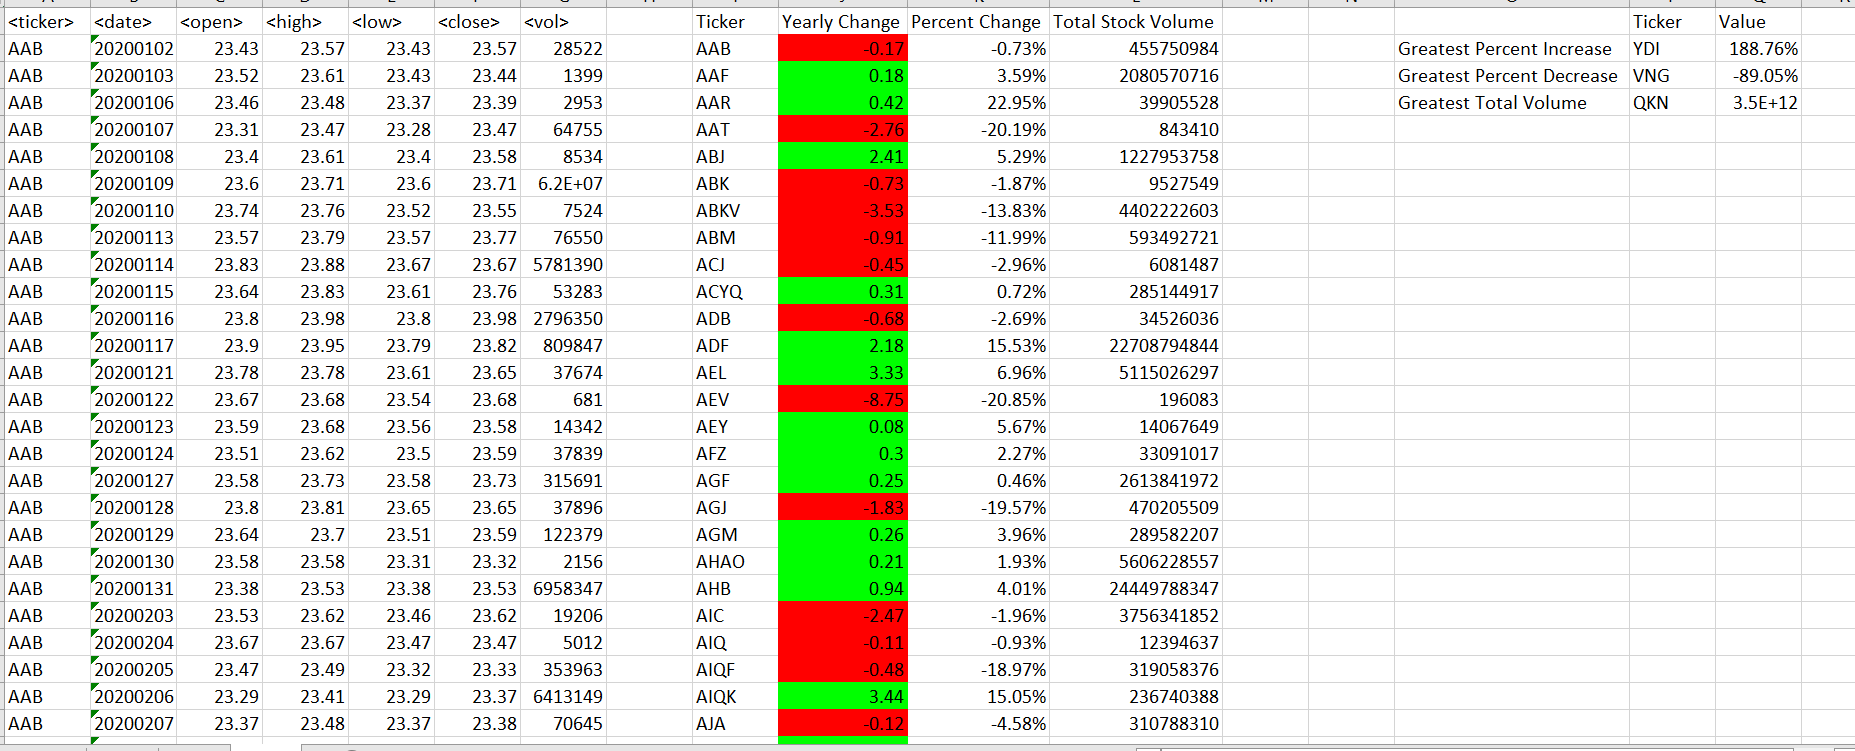 <ticker> <date> <open> <high> <low> <close> <vol> Ticker Yearly Change Percent Change Total Stock Volume Ticker Value
AAB 20200102 23.43 23.57 23.43 23.57 28522 AAB -0.17 -0.73% 455750984 Greatest Percent Increase YDI 188.76%
AAB 20200103 23.52 23.61 23.43 23.44 1399 AAF 0.18 3.59% 2080570716 Greatest Percent Decrease VNG -89.05%
AAB 20200106 23.46 23.48 23.37 23.39 2953 AAR 0.42 22.95% 39905528 Greatest Total Volume QKN 3.5E+12
AAB 20200107 23.31 23.47 23.28 23.47 64755 AAT -2.76 -20.19% 843410
AAB 20200108 23.4 23.61 23.4 23.58 8534 ABJ 2.41 5.29% 1227953758
AAB 20200109 23.6 23.71 23.6 23.71 6.2E+07 ABK -0.73 -1.87% 9527549
AAB 20200110 23.74 23.76 23.52 23.55 7524 ABKV -3.53 -13.83% 4402222603
AAB 20200113 23.57 23.79 23.57 23.77 76550 ABM -0.91 -11.99% 593492721
AAB 20200114 23.83 23.88 23.67 23.67 5781390 ACJ -0.45 -2.96% 6081487
AAB 20200115 23.64 23.83 23.61 23.76 53283 ACYQ 0.31 0.72% 285144917
AAB 20200116 23.8 23.98 23.8 23.98 2796350 ADB -0.68 -2.69% 34526036
AAB 20200117 23.9 23.95 23.79 23.82 809847 ADF 2.18 15.53% 22708794844
AAB 20200121 23.78 23.78 23.61 23.65 37674 AEL 3.33 6.96% 5115026297
AAB 20200122 23.67 23.68 23.54 23.68 681 AEV -8.75 -20.85% 196083
AAB 20200123 23.59 23.68 23.56 23.58 14342 AEY 0.08 5.67% 14067649
AAB 20200124 23.51 23.62 23.5 23.59 37839 AFZ 0.3 2.27% 33091017
AAB 20200127 23.58 23.73 23.58 23.73 315691 AGF 0.25 0.46% 2613841972
AAB 20200128 23.8 23.81 23.65 23.65 37896 AGJ -1.83 -19.57% 470205509
AAB 20200129 23.64 23.7 23.51 23.59 122379 AGM 0.26 3.96% 289582207
AAB 20200130 23.58 23.58 23.31 23.32 2156 AHAO 0.21 1.93% 5606228557
AAB 20200131 23.38 23.53 23.38 23.53 6958347 AHB 0.94 4.01% 24449788347
AAB 20200203 23.53 23.62 23.46 23.62 19206 AIC -2.47 -1.96% 3756341852
AAB 20200204 23.67 23.67 23.47 23.47 5012 AIQ -0.11 -0.93% 12394637
AAB 20200205 23.47 23.49 23.32 23.33 353963 AIQF -0.48 -18.97% 319058376
AAB 20200206 23.29 23.41 23.29 23.37 6413149 AIQK 3.44 15.05% 236740388
AAB 20200207 23.37 23.48 23.37 23.38 70645 AJA -0.12 -4.58% 310788310